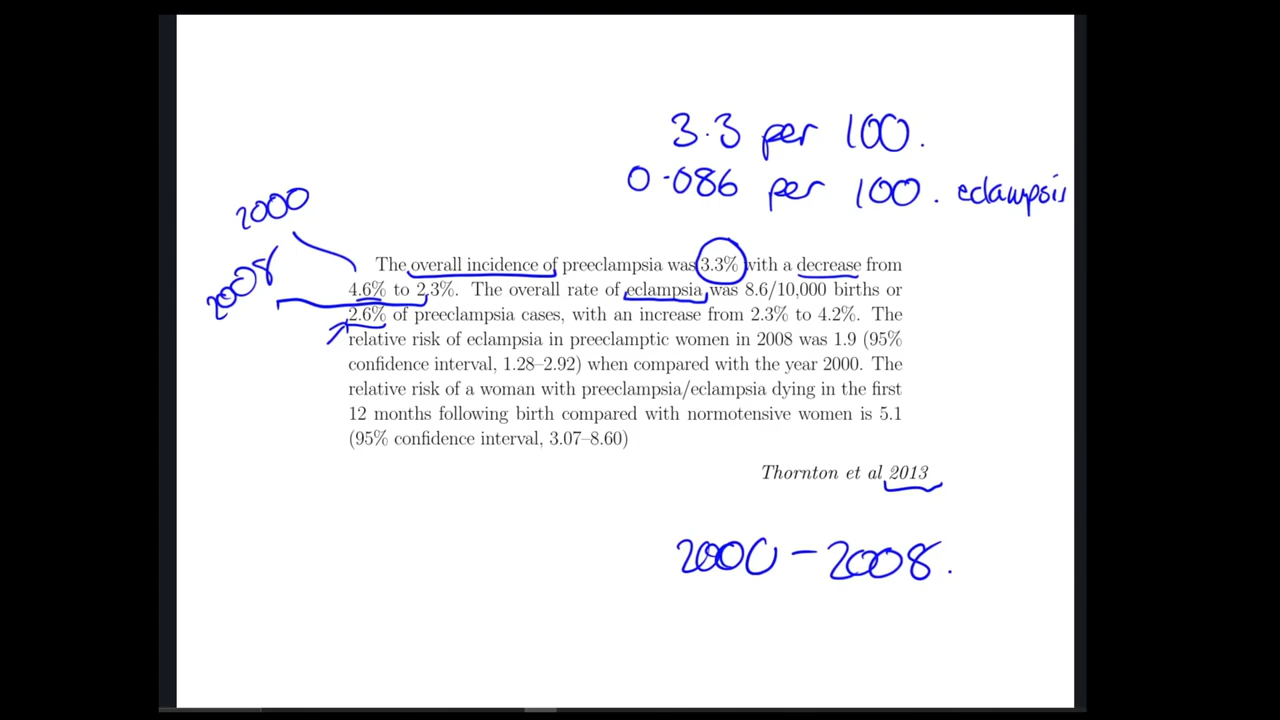 3.3 per 100.
0.086 per 100. eclampsis
2000
2008
The overall incidence of preeclampsia was 3.3% with a decrease from
4.6% to 2.3%. The overall rate of eclampsia was 8.6/10,000 births or
2.6% of preeclampsia cases, with an increase from 2.3% to 4.2%. The
relative risk of eclampsia in preeclamptic women in 2008 was 1.9 (95%
confidence interval, 1.28–2.92) when compared with the year 2000. The
relative risk of a woman with preeclampsia/eclampsia dying in the first
12 months following birth compared with normotensive women is 5.1
(95% confidence interval, 3.07–8.60)
Thornton et al 2013
2000 – 2008.